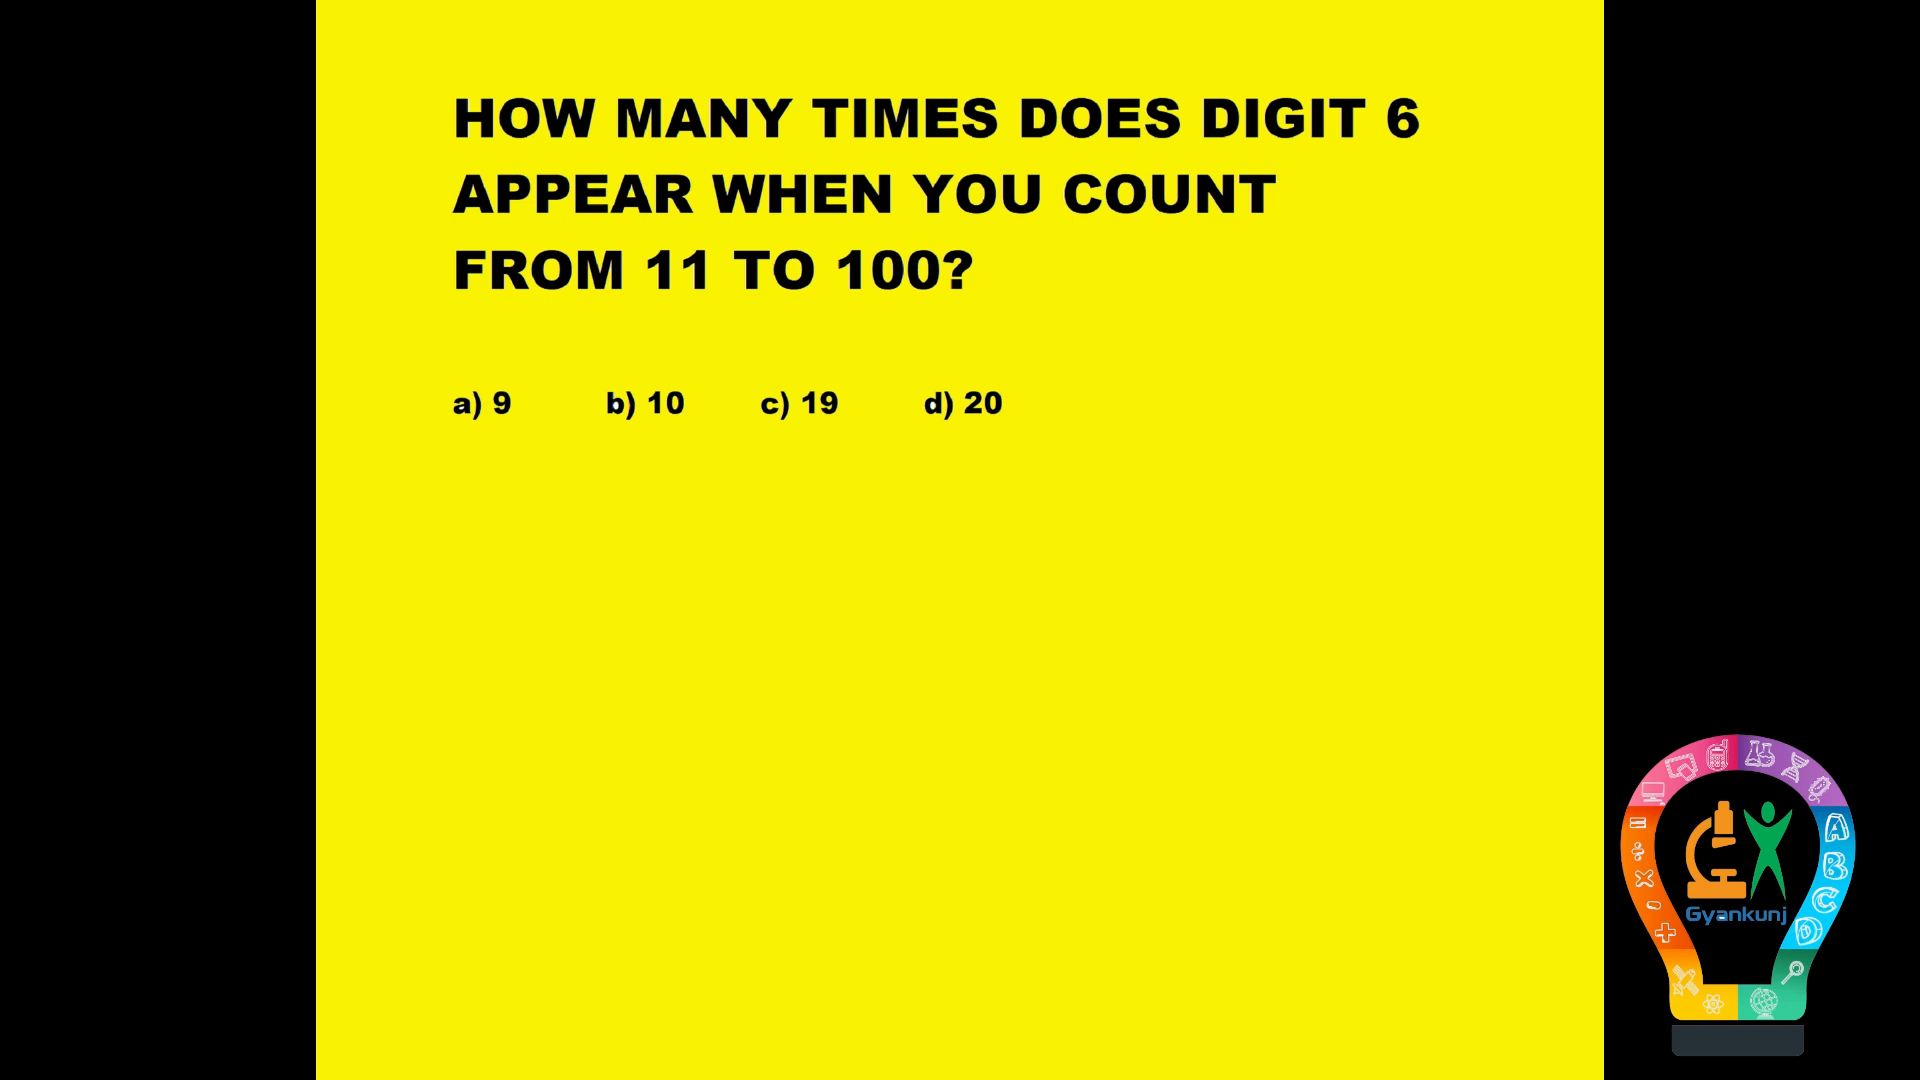 HOW MANY TIMES DOES DIGIT 6
APPEAR WHEN YOU COUNT
FROM 11 TO 100?
a) 9 b) 10 c) 19 d) 20
A
B
C
D
Gyankunj